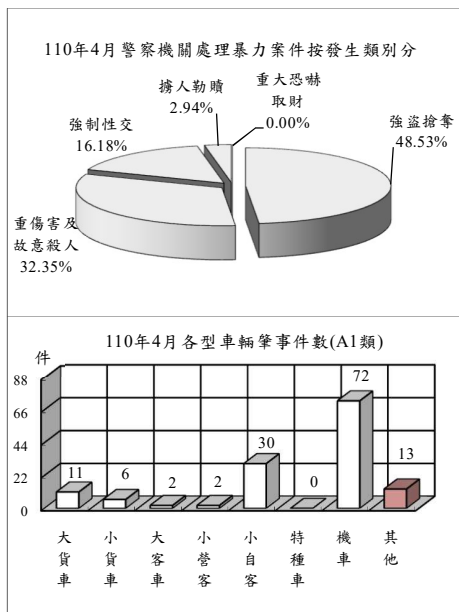 110年4月警察機關處理暴力案件按發生類別分
重大恐嚇
取財
0.00%
擄人勒贖
2.94%
強制性交
16.18%
強盜搶奪
48.53%
重傷害及
故意殺人
32.35%
110年4月各型車輛肇事件數(A1類)
件
88
66
44
22
0
11
6
2
2
30
0
72
13
大貨車
小貨車
大客車
小營客
小自客
特種車
機車
其他